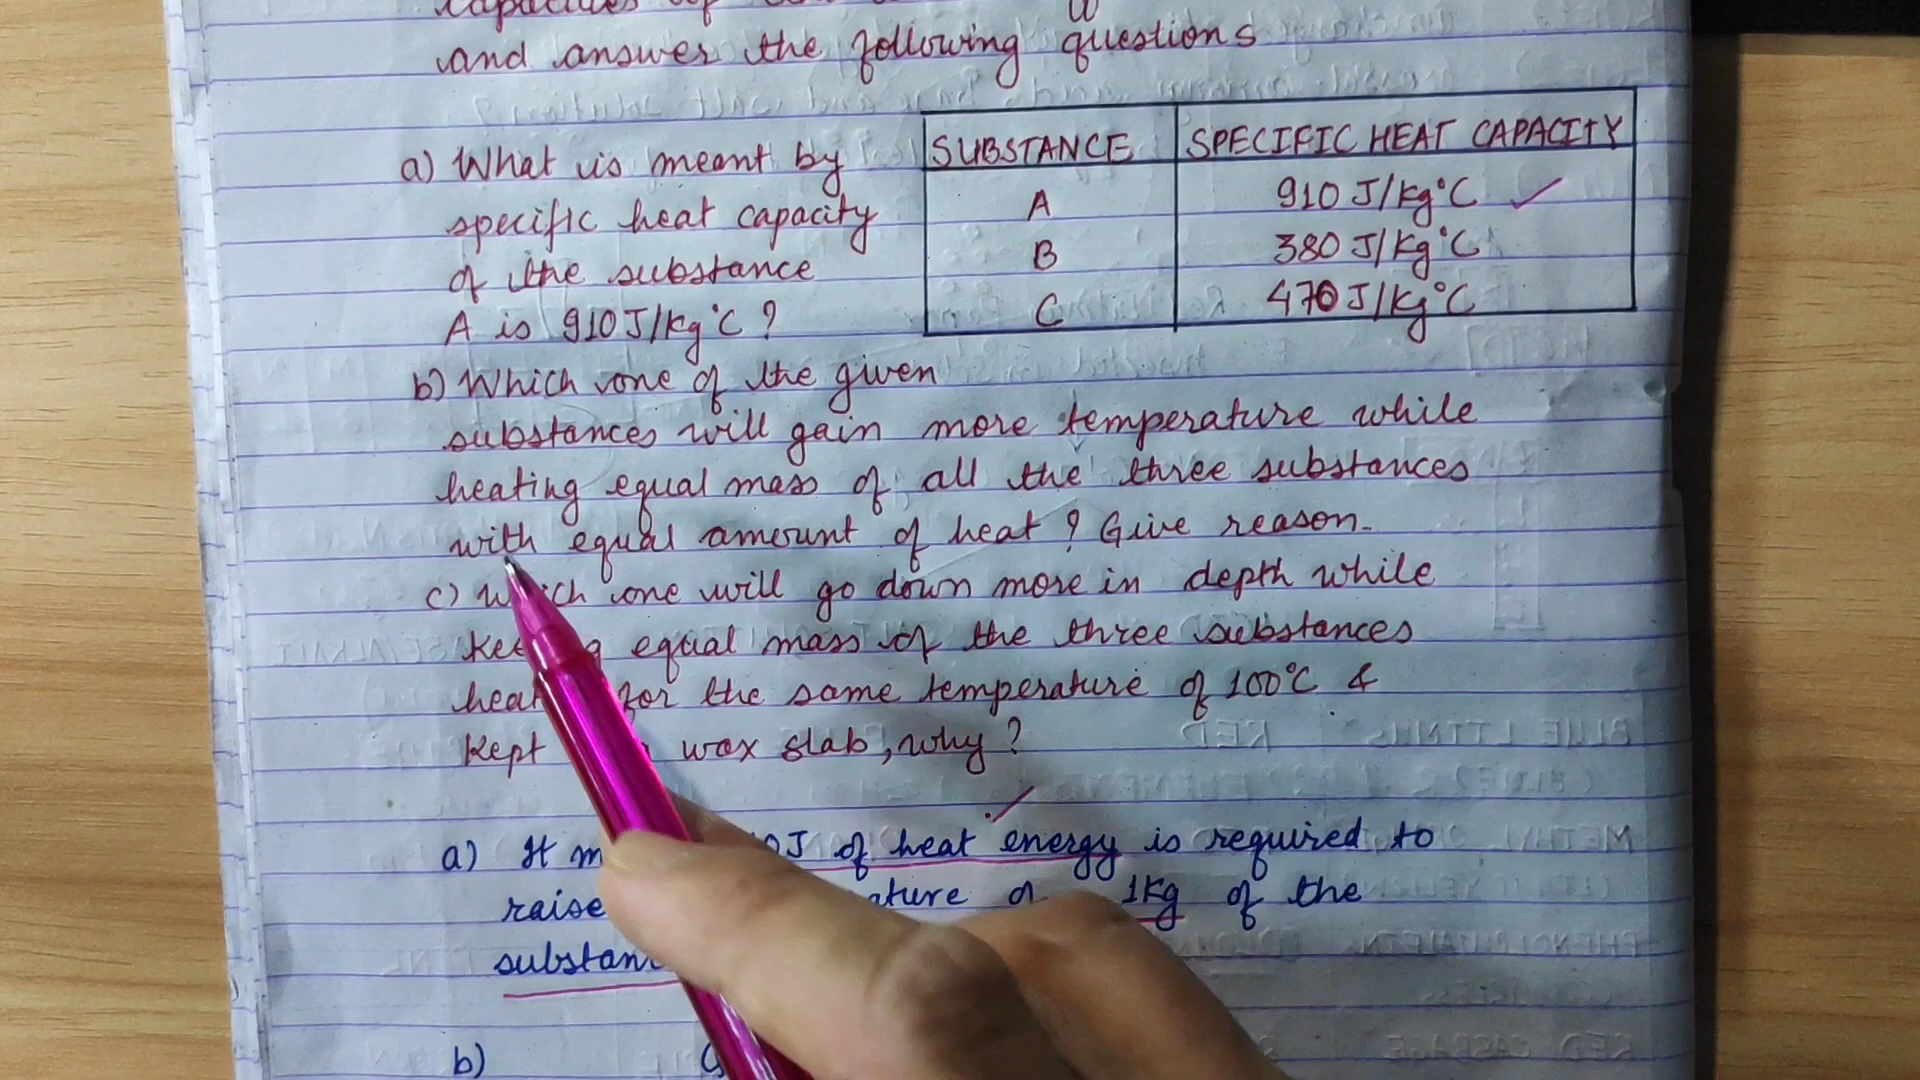 and answer the following questions
a) What is meant by
specific heat capacity
of the substance
A is 910 J/kg°C ?
SUBSTANCE SPECIFIC HEAT CAPACITY
A 910 J/kg°C
B 380 J/kg°C
C 470 J/kg°C
b) Which one of the given
substances will gain more temperature while
heating equal mass of all the three substances
with equal amount of heat ? Give reason.
c) Which one will go down more in depth while
equal mass of the three substances
for the same temperature of 100°C &
Kept wax slab, why ?
a) It of heat energy is required to
raise 1kg of the
b)